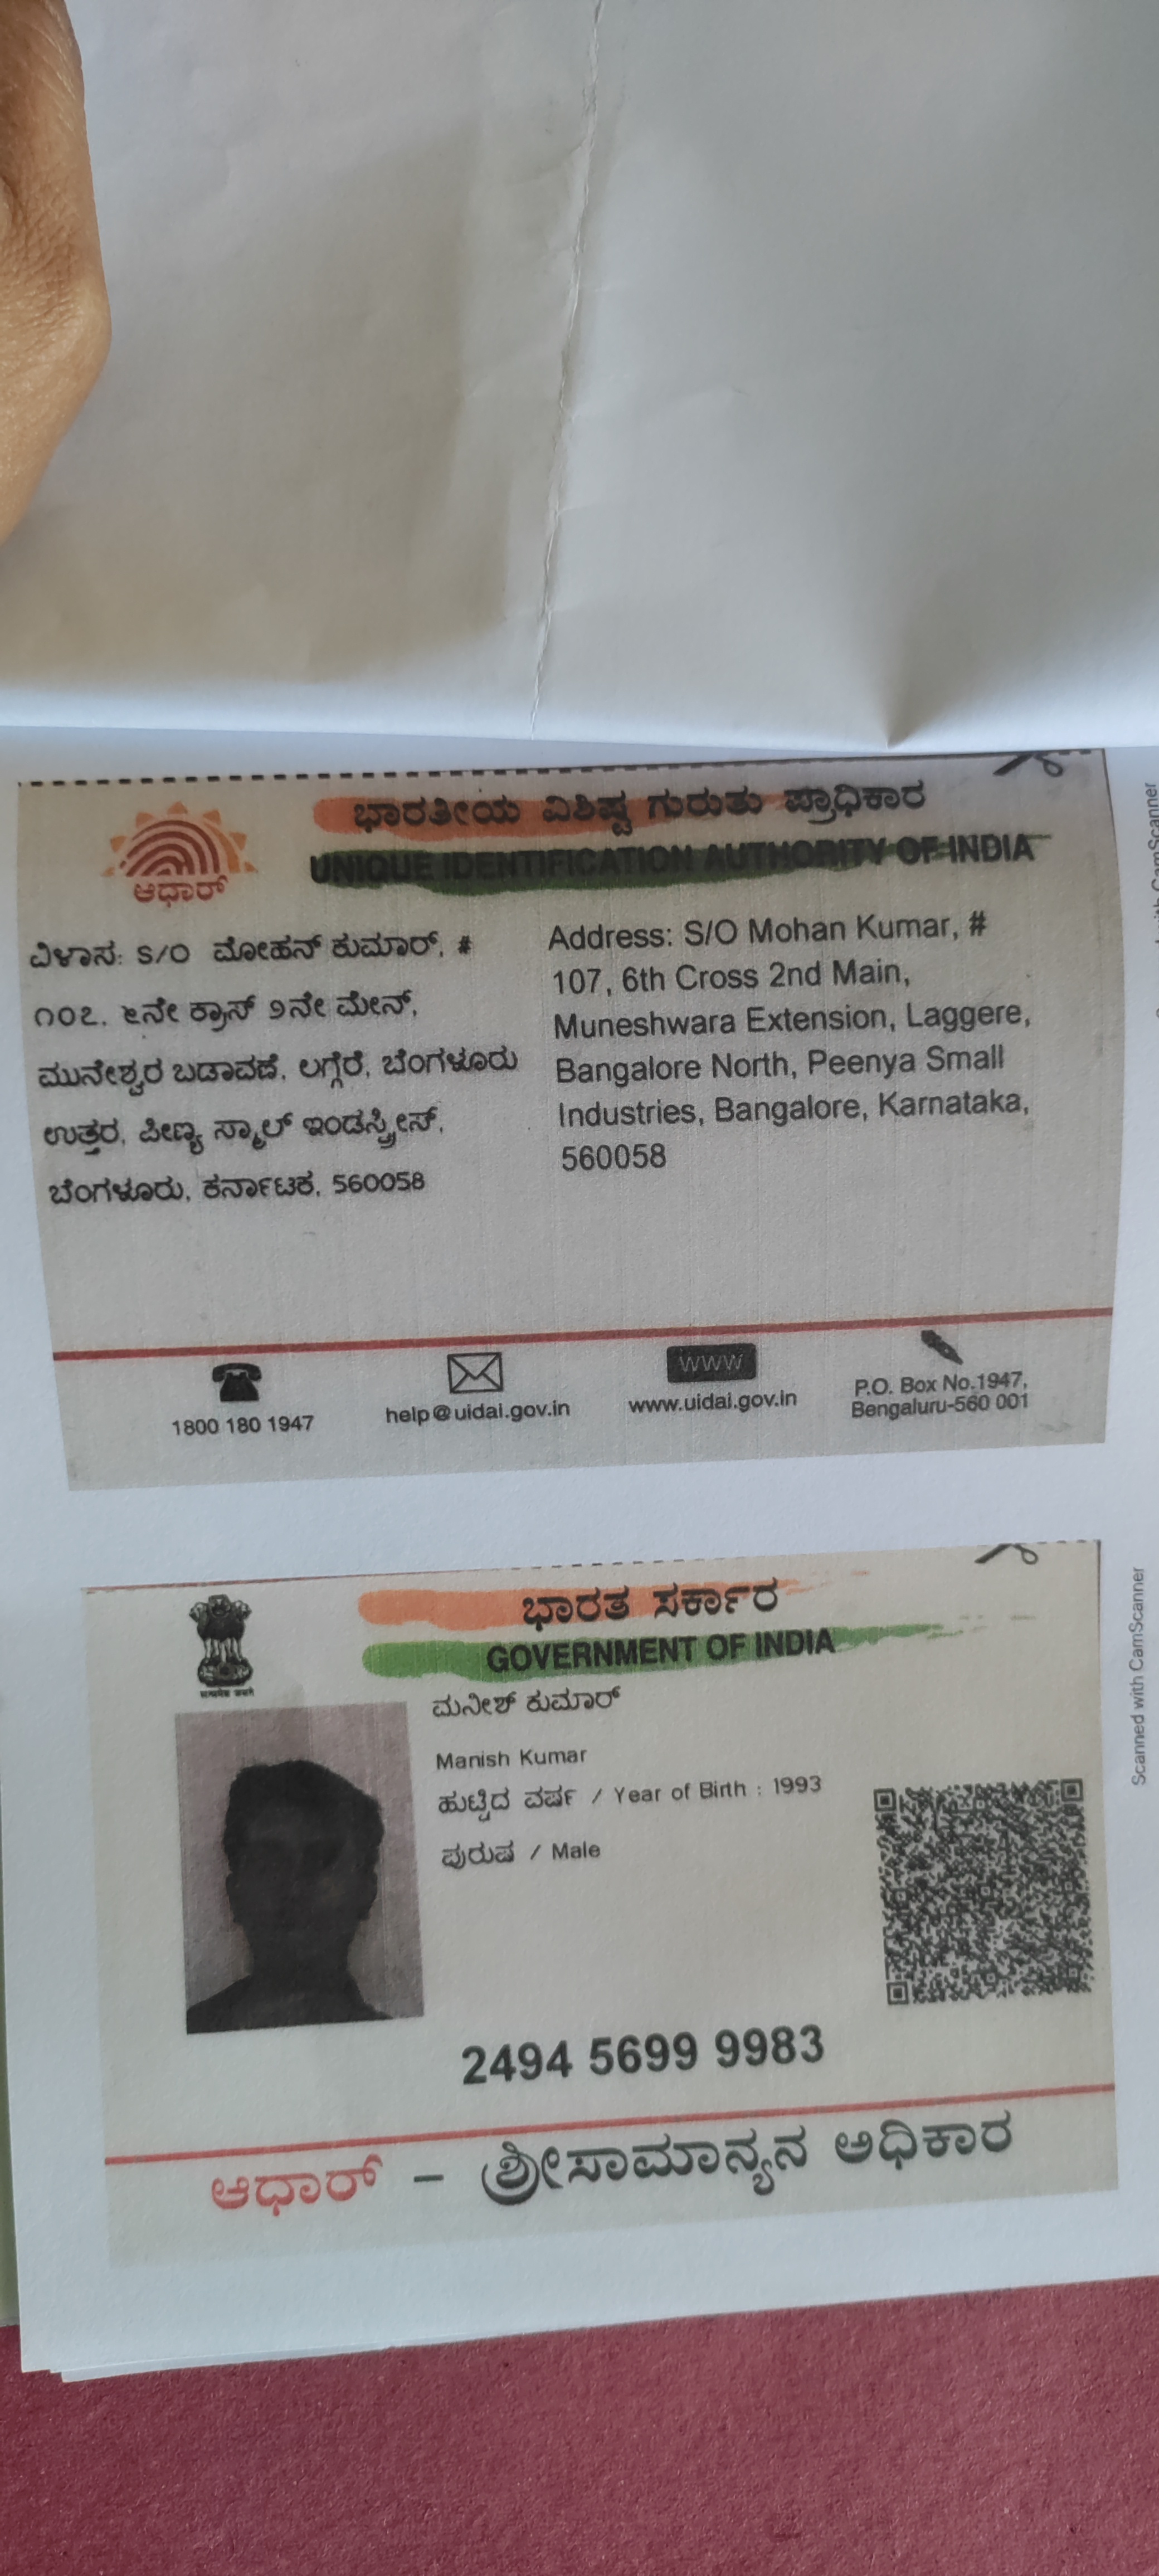 ಭಾರತೀಯ ವಿಶಿಷ್ಟ ಗುರುತು ಪ್ರಾಧಿಕಾರ
UNIQUE IDENTIFICATION AUTHORITY OF INDIA
ಆಧಾರ್
ವಿಳಾಸ: S/O ಮೋಹನ್ ಕುಮಾರ್, #
೧೦೭, ೬ನೇ ಕ್ರಾಸ್ ೨ನೇ ಮೇನ್,
ಮುನೇಶ್ವರ ಬಡಾವಣೆ, ಲಗ್ಗೆರೆ, ಬೆಂಗಳೂರು
ಉತ್ತರ, ಪೀಣ್ಯ ಸ್ಮಾಲ್ ಇಂಡಸ್ಟ್ರೀಸ್,
ಬೆಂಗಳೂರು, ಕರ್ನಾಟಕ, 560058
Address: S/O Mohan Kumar, #
107, 6th Cross 2nd Main,
Muneshwara Extension, Laggere,
Bangalore North, Peenya Small
Industries, Bangalore, Karnataka,
560058
1800 180 1947
help@uidai.gov.in
WWW
www.uidai.gov.in
P.O. Box No.1947,
Bengaluru-560 001
ಭಾರತ ಸರ್ಕಾರ
GOVERNMENT OF INDIA
ಮನೀಶ್ ಕುಮಾರ್
Manish Kumar
ಹುಟ್ಟಿದ ವರ್ಷ / Year of Birth : 1993
ಪುರುಷ / Male
2494 5699 9983
ಆಧಾರ್ – ಶ್ರೀಸಾಮಾನ್ಯನ ಅಧಿಕಾರ
Scanned with CamScanner
CamScanner